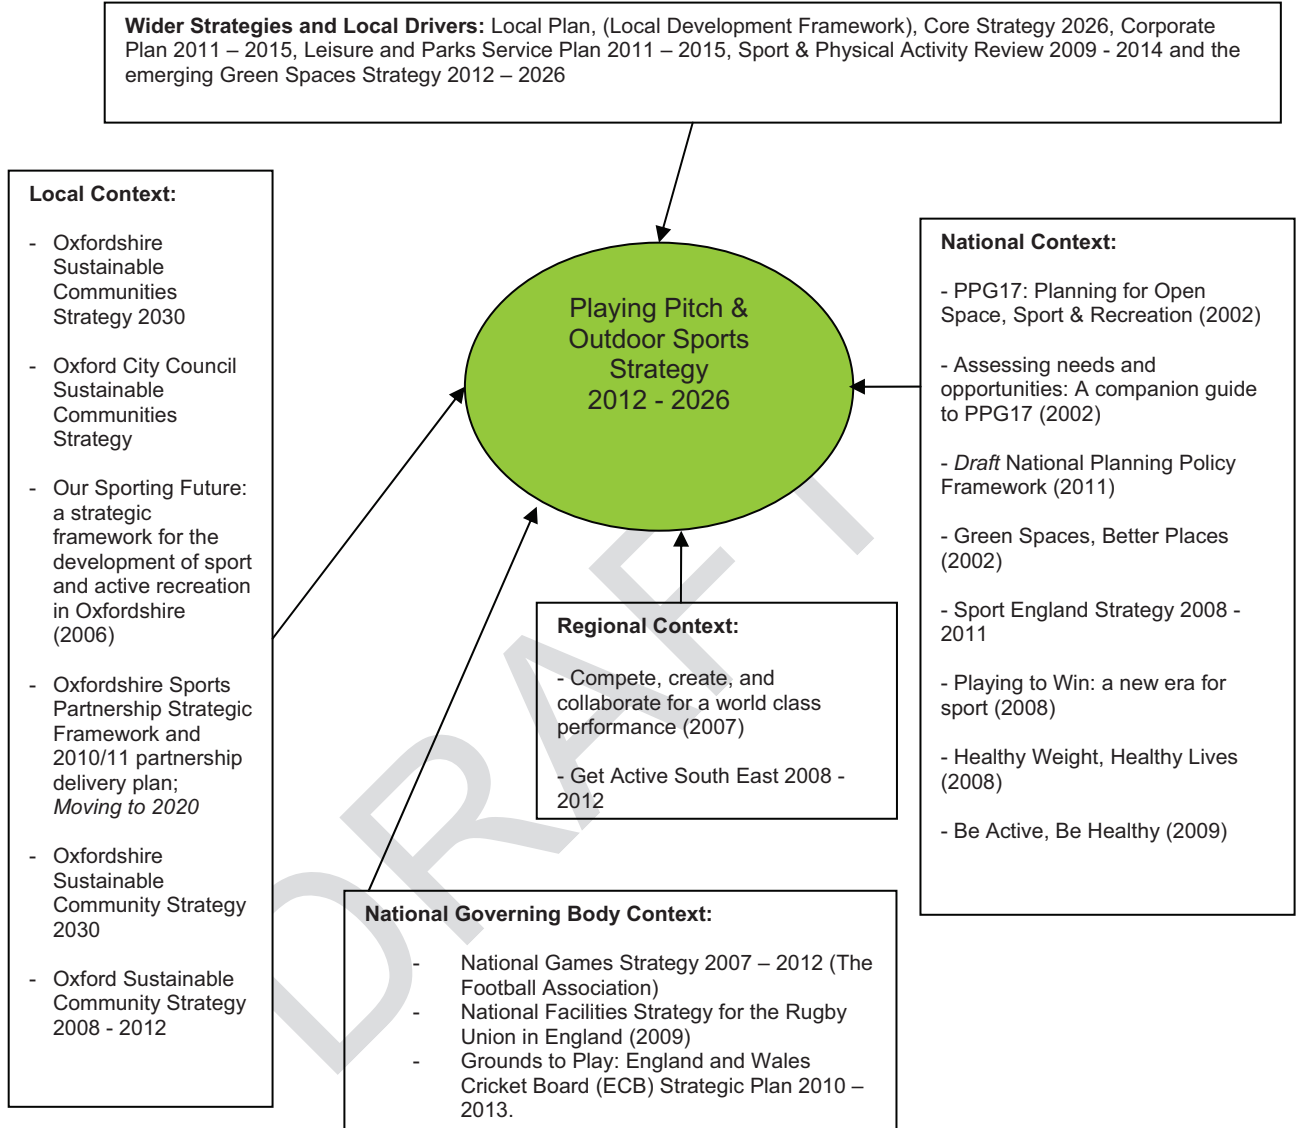 Wider Strategies and Local Drivers: Local Plan, (Local Development Framework), Core Strategy 2026, Corporate
Plan 2011 – 2015, Leisure and Parks Service Plan 2011 – 2015, Sport & Physical Activity Review 2009 - 2014 and the
emerging Green Spaces Strategy 2012 – 2026
Local Context:
- Oxfordshire
Sustainable
Communities
Strategy 2030
- Oxford City Council
Sustainable
Communities
Strategy
- Our Sporting Future:
a strategic
framework for the
development of sport
and active recreation
in Oxfordshire
(2006)
- Oxfordshire Sports
Partnership Strategic
Framework and
2010/11 partnership
delivery plan;
Moving to 2020
- Oxfordshire
Sustainable
Community Strategy
2030
- Oxford Sustainable
Community Strategy
2008 - 2012
Playing Pitch &
Outdoor Sports
Strategy
2012 - 2026
National Context:
- PPG17: Planning for Open
Space, Sport & Recreation (2002)
- Assessing needs and
opportunities: A companion guide
to PPG17 (2002)
- Draft National Planning Policy
Framework (2011)
- Green Spaces, Better Places
(2002)
- Sport England Strategy 2008 -
2011
- Playing to Win: a new era for
sport (2008)
- Healthy Weight, Healthy Lives
(2008)
- Be Active, Be Healthy (2009)
Regional Context:
- Compete, create, and
collaborate for a world class
performance (2007)
- Get Active South East 2008 -
2012
National Governing Body Context:
- National Games Strategy 2007 – 2012 (The
Football Association)
- National Facilities Strategy for the Rugby
Union in England (2009)
- Grounds to Play: England and Wales
Cricket Board (ECB) Strategic Plan 2010 –
2013.
DRAFT